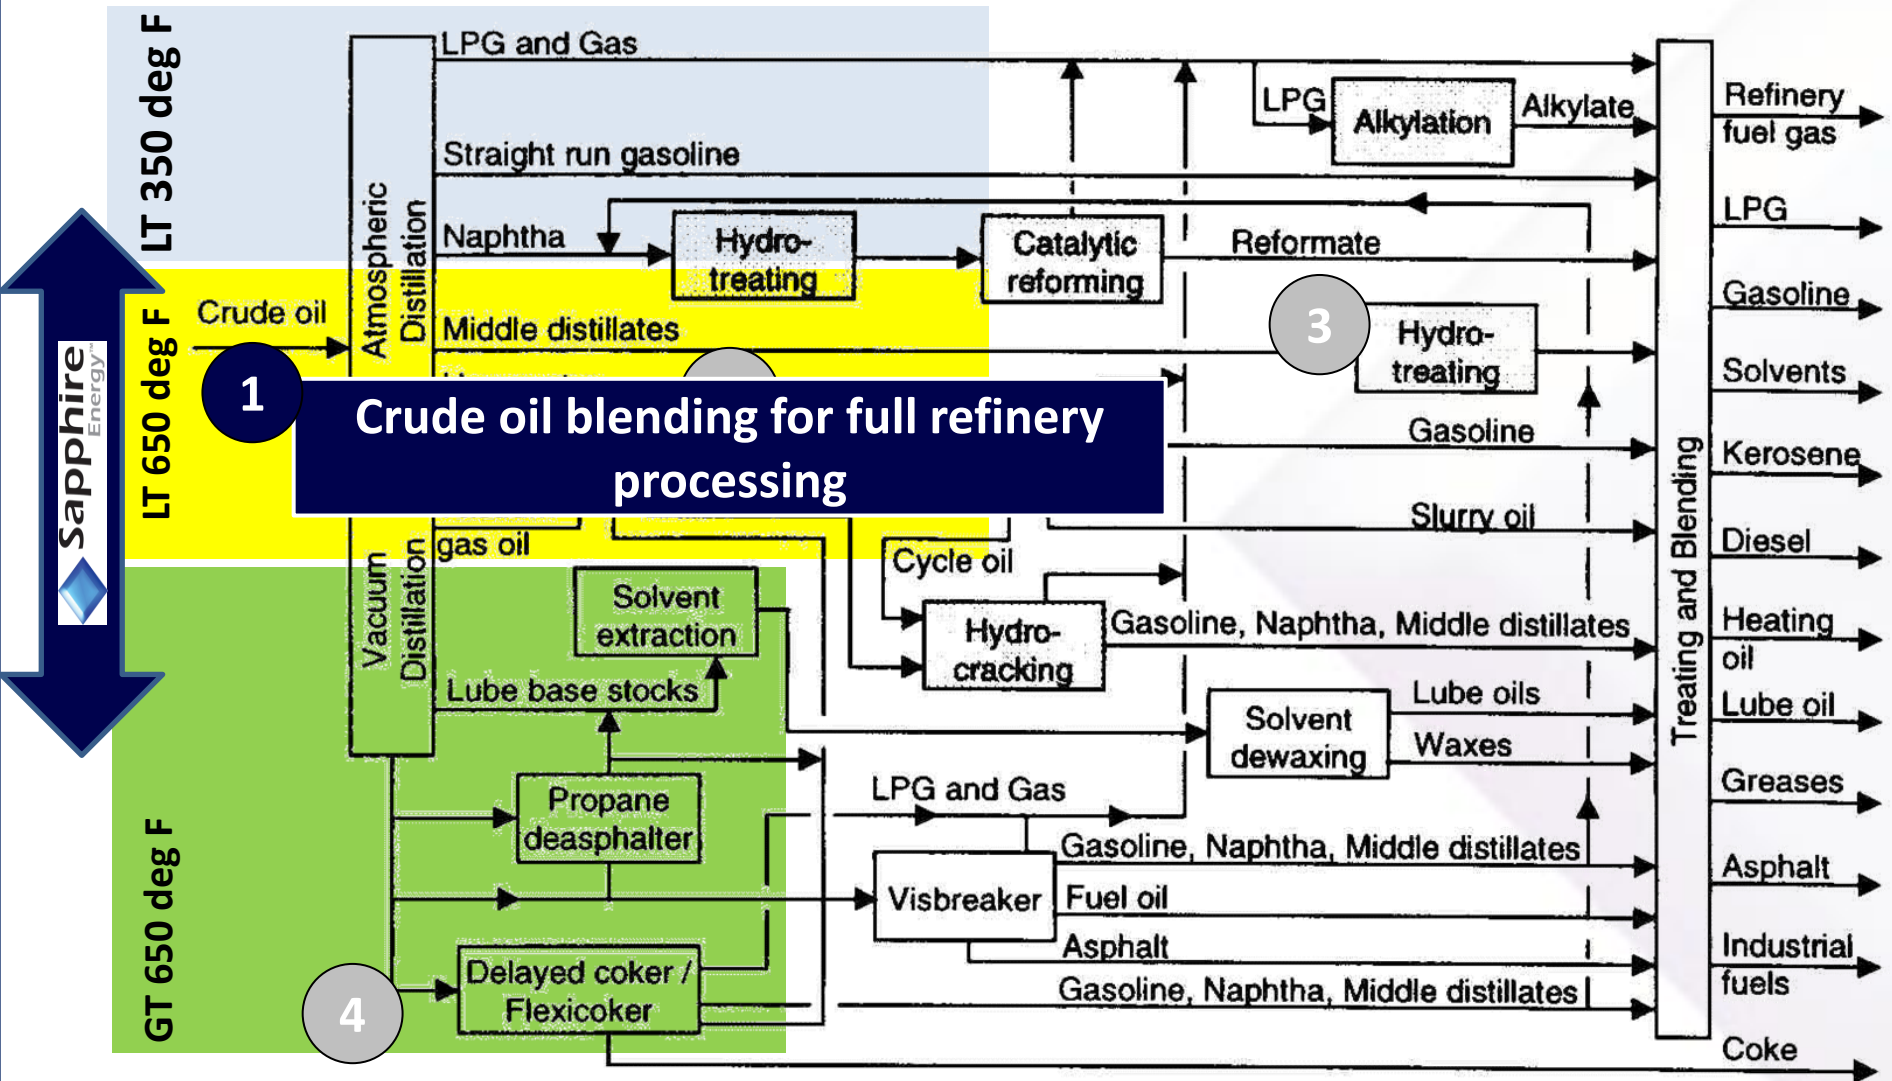 LT 350 deg F
LT 650 deg F
GT 650 deg F
Sapphire
Energy™
Crude oil
1
Atmospheric
Distillation
Vacuum
Distillation
LPG and Gas
Straight run gasoline
Naphtha
Hydro-
treating
Catalytic
reforming
Reformate
LPG
Alkylation
Alkylate
Middle distillates
3
Hydro-
treating
Crude oil blending for full refinery
processing
Gasoline
Slurry oil
gas oil
Cycle oil
Solvent
extraction
Hydro-
cracking
Gasoline, Naphtha, Middle distillates
Lube base stocks
Solvent
dewaxing
Lube oils
Waxes
Propane
deasphalter
LPG and Gas
Visbreaker
Gasoline, Naphtha, Middle distillates
Fuel oil
Asphalt
4
Delayed coker /
Flexicoker
Gasoline, Naphtha, Middle distillates
Treating and Blending
Refinery
fuel gas
LPG
Gasoline
Solvents
Kerosene
Diesel
Heating
oil
Lube oil
Greases
Asphalt
Industrial
fuels
Coke